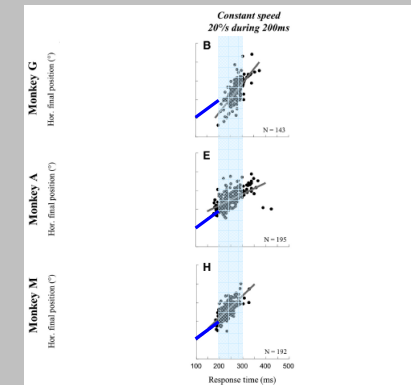 Constant speed
20°/s during 200ms
B
Monkey G
Hor. final position (°)
N = 143
E
Monkey A
Hor. final position (°)
N = 195
H
Monkey M
Hor. final position (°)
N = 192
100 200 300 400 500
Response time (ms)